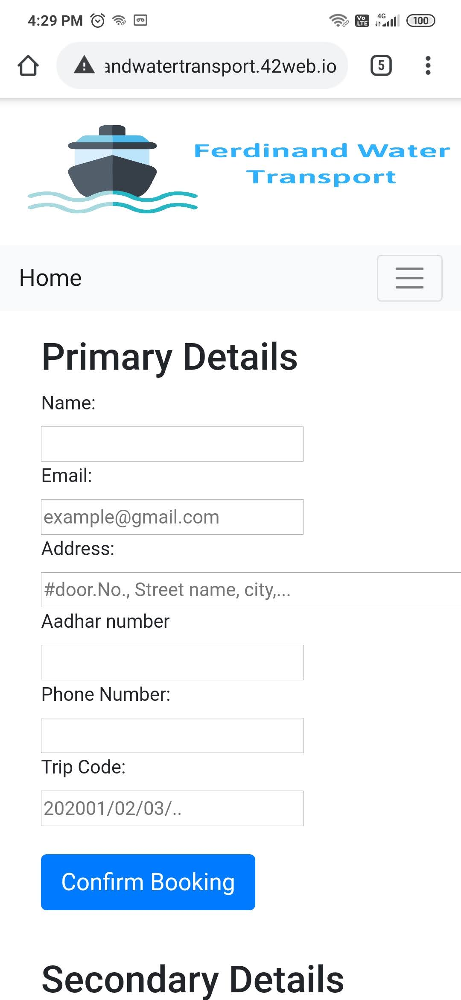 4:29 PM
Vo LTE
4G
100
andwatertransport.42web.io
5
Ferdinand Water
Transport
Home
Primary Details
Name:
Email:
example@gmail.com
Address:
#door.No., Street name, city,...
Aadhar number
Phone Number:
Trip Code:
202001/02/03/..
Confirm Booking
Secondary Details